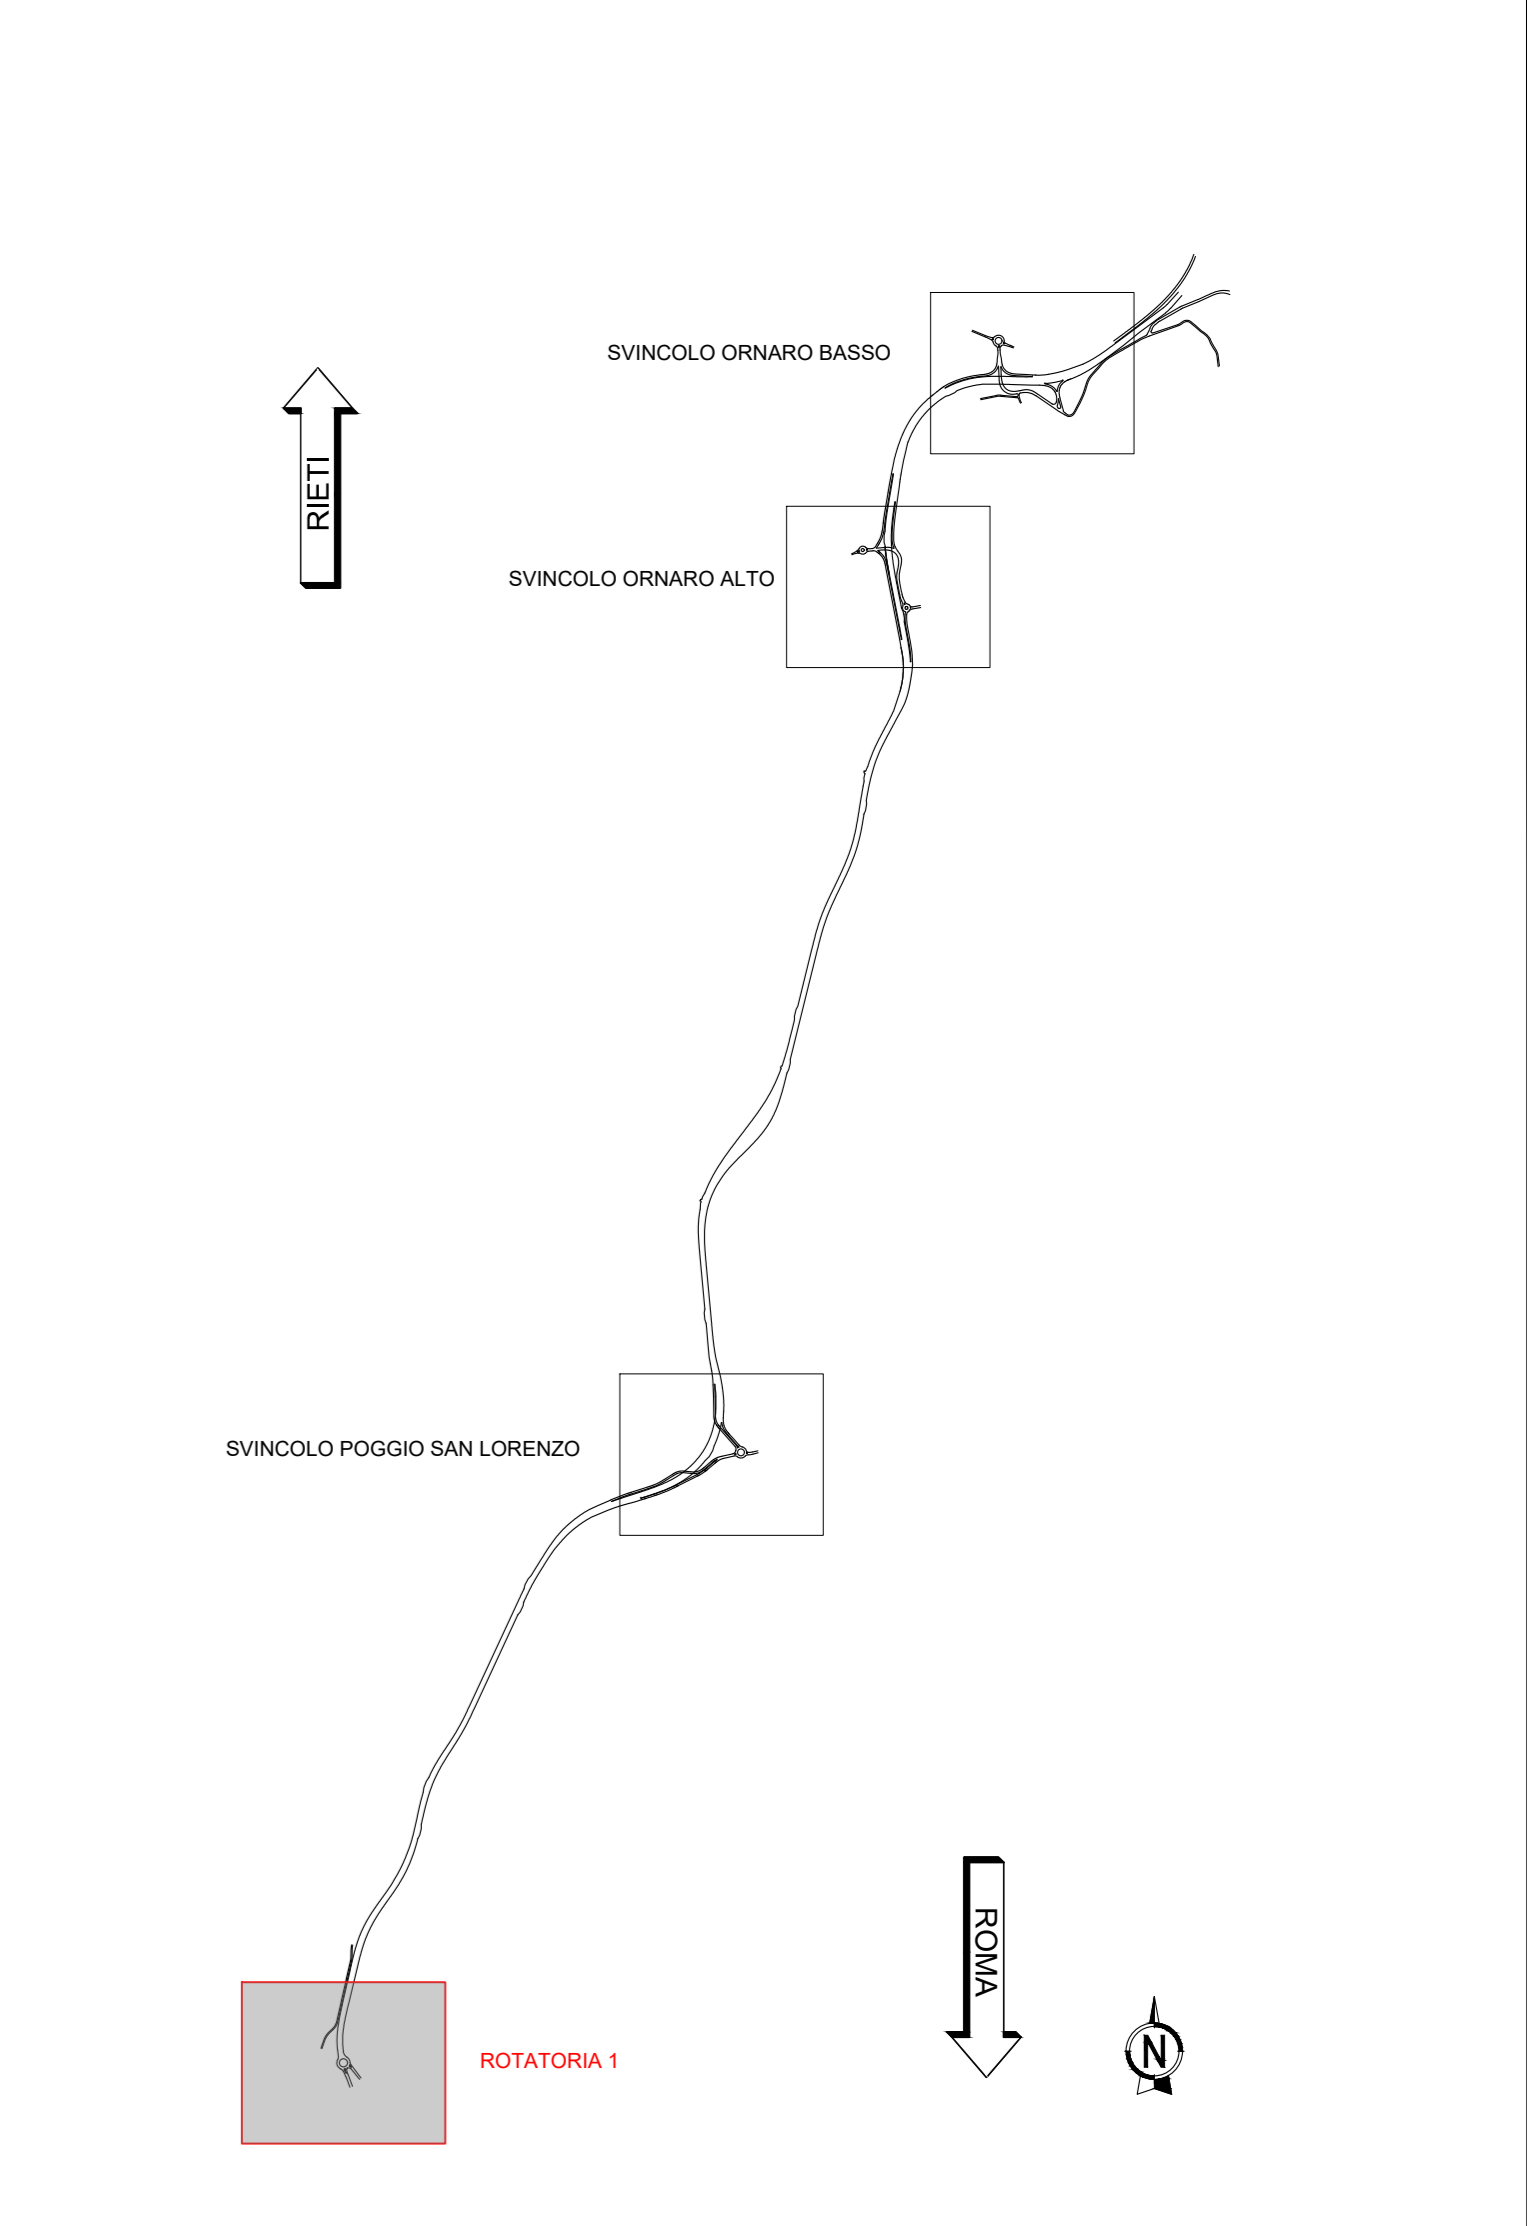 SVINCOLO ORNARO BASSO
RIETI
SVINCOLO ORNARO ALTO
SVINCOLO POGGIO SAN LORENZO
ROMA
N
ROTATORIA 1